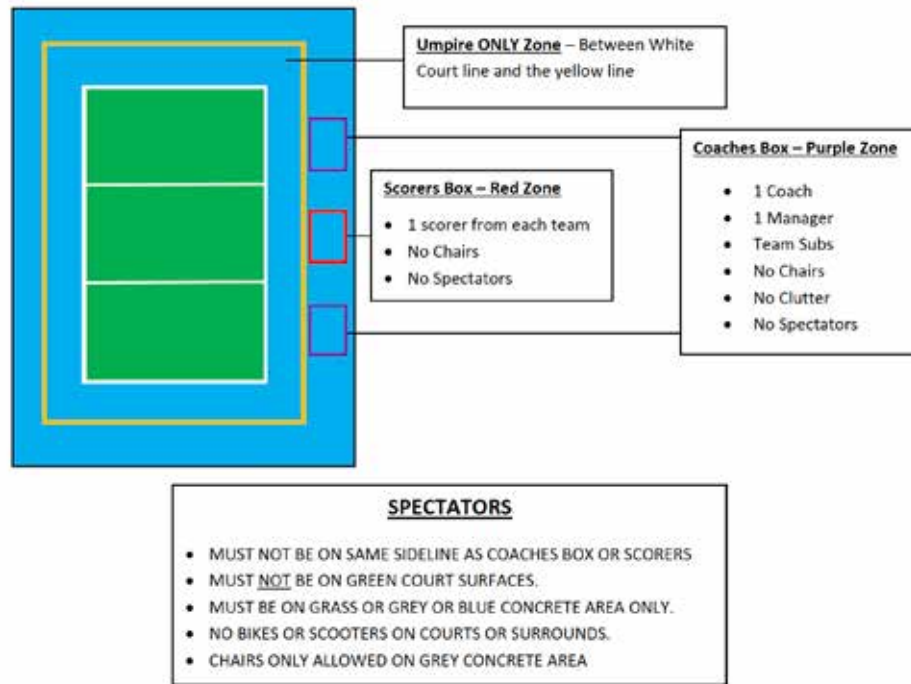 Umpire ONLY Zone – Between White
Court line and the yellow line
Coaches Box – Purple Zone
• 1 Coach
• 1 Manager
• Team Subs
• No Chairs
• No Clutter
• No Spectators
Scorers Box – Red Zone
• 1 scorer from each team
• No Chairs
• No Spectators
SPECTATORS
• MUST NOT BE ON SAME SIDELINE AS COACHES BOX OR SCORERS
• MUST NOT BE ON GREEN COURT SURFACES.
• MUST BE ON GRASS OR GREY OR BLUE CONCRETE AREA ONLY.
• NO BIKES OR SCOOTERS ON COURTS OR SURROUNDS.
• CHAIRS ONLY ALLOWED ON GREY CONCRETE AREA